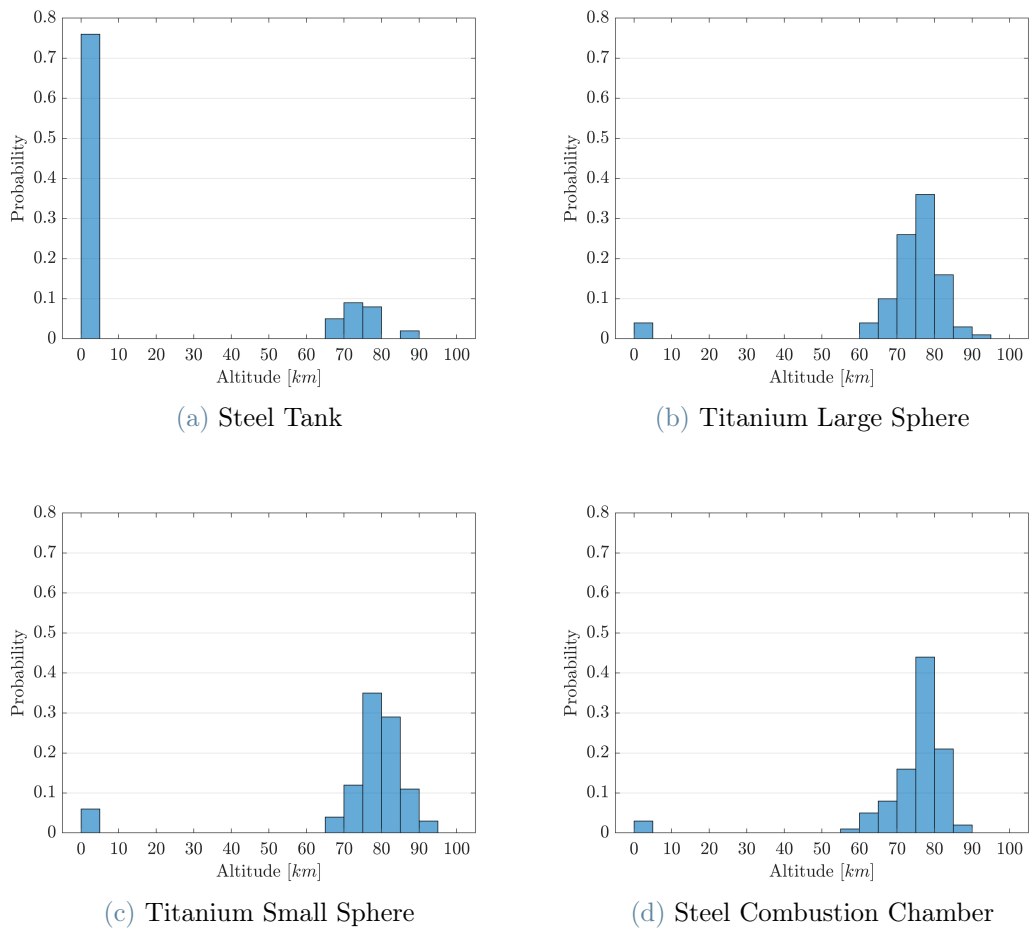 0.8 0.8
0.7 0.7
0.6 0.6
0.5 0.5
Probability Probability
0.4 0.4
0.3 0.3
0.2 0.2
0.1 0.1
0 0
0 10 20 30 40 50 60 70 80 90 100 0 10 20 30 40 50 60 70 80 90 100
Altitude [km] Altitude [km]
(a) Steel Tank (b) Titanium Large Sphere
0.8 0.8
0.7 0.7
0.6 0.6
0.5 0.5
Probability Probability
0.4 0.4
0.3 0.3
0.2 0.2
0.1 0.1
0 0
0 10 20 30 40 50 60 70 80 90 100 0 10 20 30 40 50 60 70 80 90 100
Altitude [km] Altitude [km]
(c) Titanium Small Sphere (d) Steel Combustion Chamber